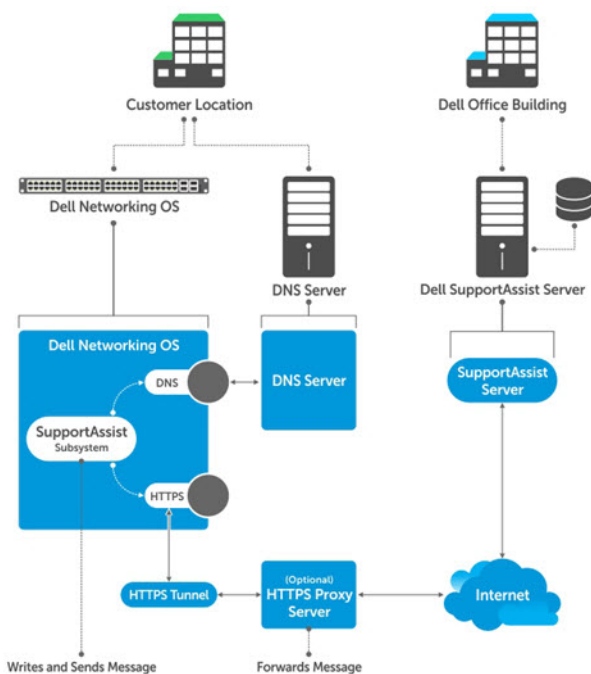 Customer Location
Dell Office Building
Dell Networking OS
DNS Server
Dell SupportAssist Server
Dell Networking OS
DNS
SupportAssist
Subsystem
HTTPS
DNS Server
SupportAssist
Server
HTTPS Tunnel
(Optional)
HTTPS Proxy
Server
Internet
Writes and Sends Message
Forwards Message